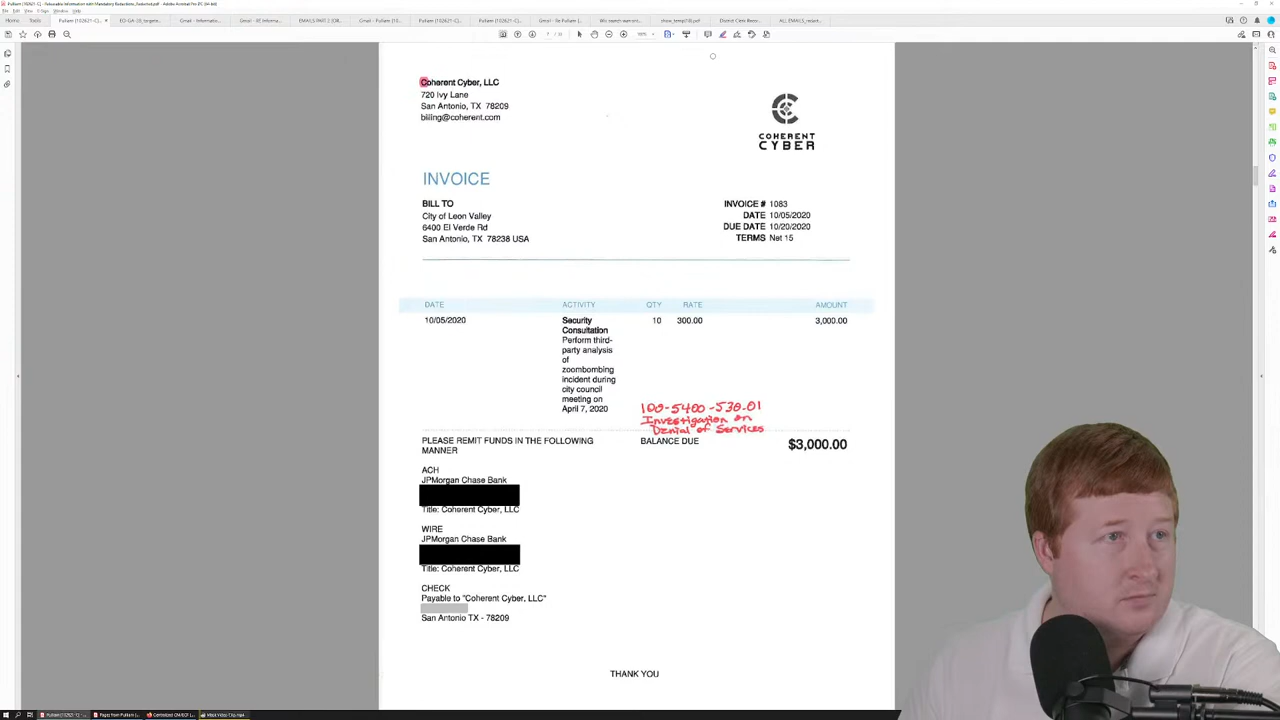 Coherent Cyber, LLC
720 Ivy Lane
San Antonio, TX 78209
billing@coherent.com
COHERENT
CYBER
INVOICE
BILL TO
City of Leon Valley
6400 El Verde Rd
San Antonio, TX 78238 USA
INVOICE # 1083
DATE 10/05/2020
DUE DATE 10/20/2020
TERMS Net 15
DATE ACTIVITY QTY RATE AMOUNT
10/05/2020 Security 10 300.00 3,000.00
Consultation
Perform third-
party analysis
of
zoombombing
incident during
city council
meeting on
April 7, 2020
100-5400-530.01
Investigation on
Denial of Services
PLEASE REMIT FUNDS IN THE FOLLOWING
MANNER
BALANCE DUE $3,000.00
ACH
JPMorgan Chase Bank
Title: Coherent Cyber, LLC
WIRE
JPMorgan Chase Bank
Title: Coherent Cyber, LLC
CHECK
Payable to "Coherent Cyber, LLC"
San Antonio TX - 78209
THANK YOU